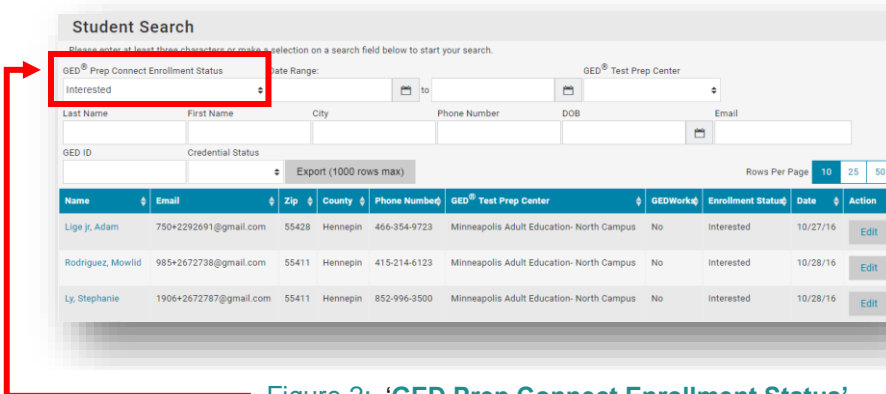 Student Search
Please enter at least three characters or make a selection on a search field below to start your search.
GED® Prep Connect Enrollment Status Date Range: GED® Test Prep Center
Interested to
Last Name First Name City Phone Number DOB Email
GED ID Credential Status
Export (1000 rows max) Rows Per Page 10 25 50
Name Email Zip County Phone Number GED® Test Prep Center GEDWorks Enrollment Status Date Action
Lige jr, Adam 750+2292691@gmail.com 55428 Hennepin 466-354-9723 Minneapolis Adult Education- North Campus No Interested 10/27/16 Edit
Rodriguez, Mowlid 985+2672738@gmail.com 55411 Hennepin 415-214-6123 Minneapolis Adult Education- North Campus No Interested 10/28/16 Edit
Ly, Stephanie 1906+2672787@gmail.com 55411 Hennepin 852-996-3500 Minneapolis Adult Education- North Campus No Interested 10/28/16 Edit
'GED Prep Connect Enrollment Status'